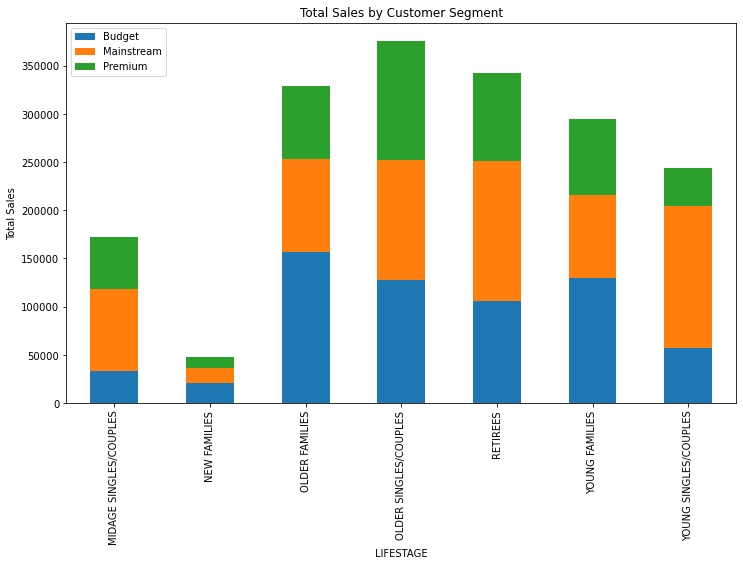 Total Sales by Customer Segment
Budget
Mainstream
Premium
Total Sales
350000
300000
250000
200000
150000
100000
50000
0
MIDAGE SINGLES/COUPLES
NEW FAMILIES
OLDER FAMILIES
OLDER SINGLES/COUPLES
RETIREES
YOUNG FAMILIES
YOUNG SINGLES/COUPLES
LIFESTAGE